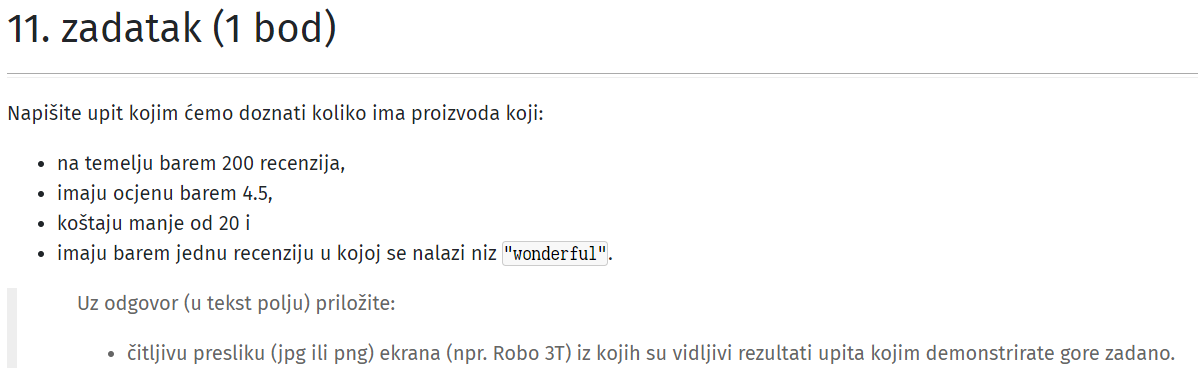 11. zadatak (1 bod)
Napišite upit kojim ćemo doznati koliko ima proizvoda koji:
• na temelju barem 200 recenzija,
• imaju ocjenu barem 4.5,
• koštaju manje od 20 i
• imaju barem jednu recenziju u kojoj se nalazi niz "wonderful".
Uz odgovor (u tekst polju) priložite:
• čitljivu presliku (jpg ili png) ekrana (npr. Robo 3T) iz kojih su vidljivi rezultati upita kojim demonstrirate gore zadano.